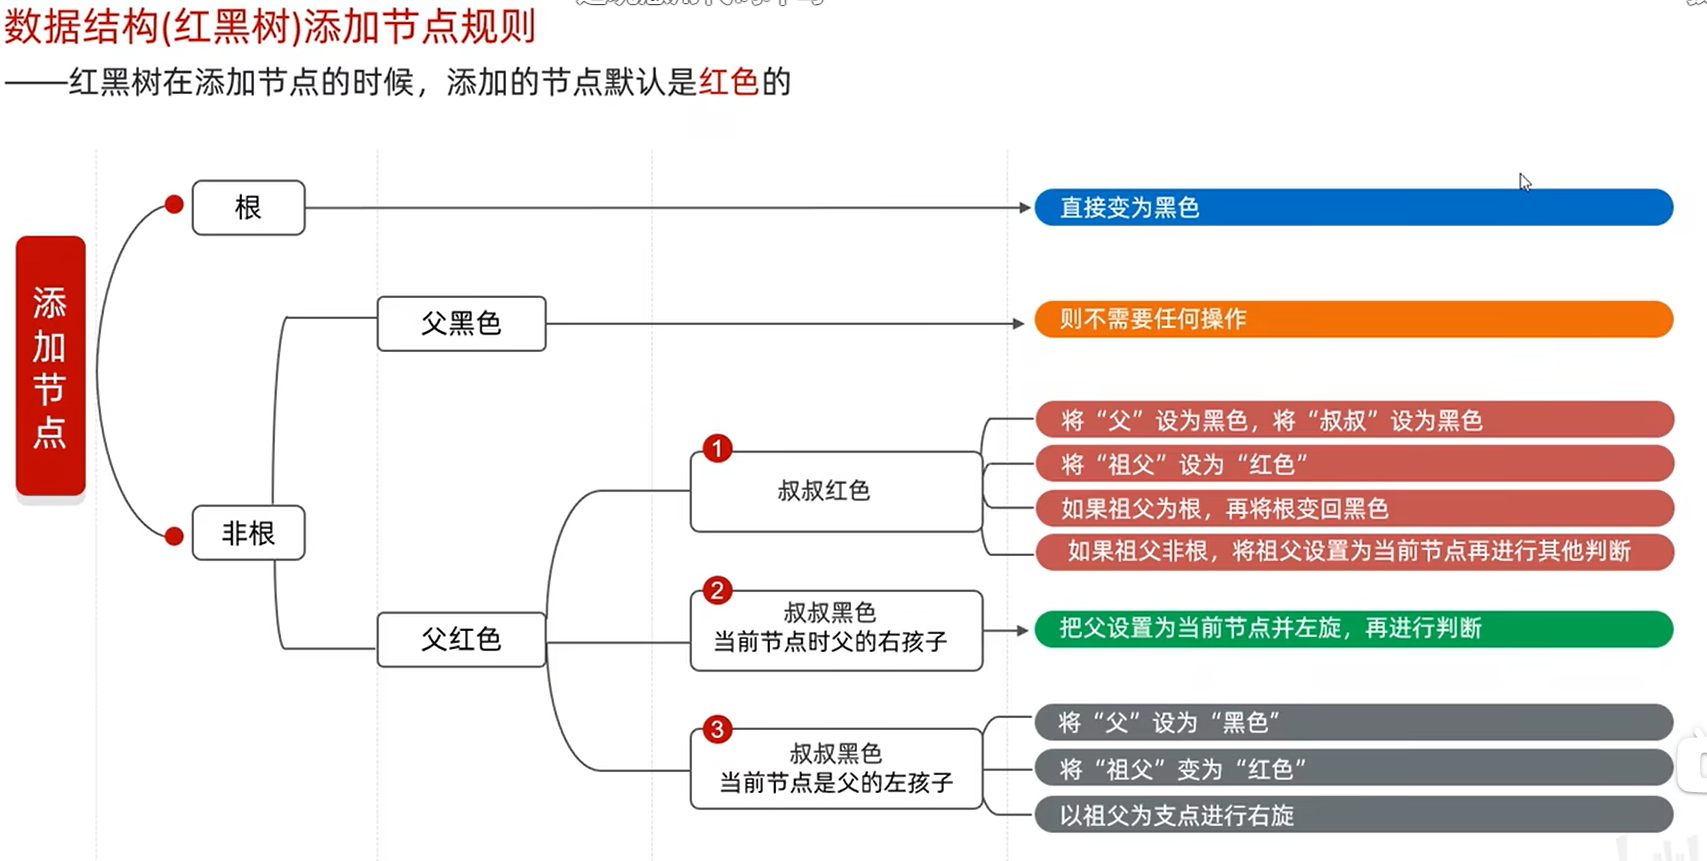 数据结构(红黑树)添加节点规则
——红黑树在添加节点的时候，添加的节点默认是红色的
添加节点
根
直接变为黑色
父黑色
则不需要任何操作
非根
父红色
1
叔叔红色
将“父”设为黑色，将“叔叔”设为黑色
将“祖父”设为“红色”
如果祖父为根，再将根变回黑色
如果祖父非根，将祖父设置为当前节点再进行其他判断
2
叔叔黑色
当前节点时父的右孩子
把父设置为当前节点并左旋，再进行判断
3
叔叔黑色
当前节点是父的左孩子
将“父”设为“黑色”
将“祖父”变为“红色”
以祖父为支点进行右旋